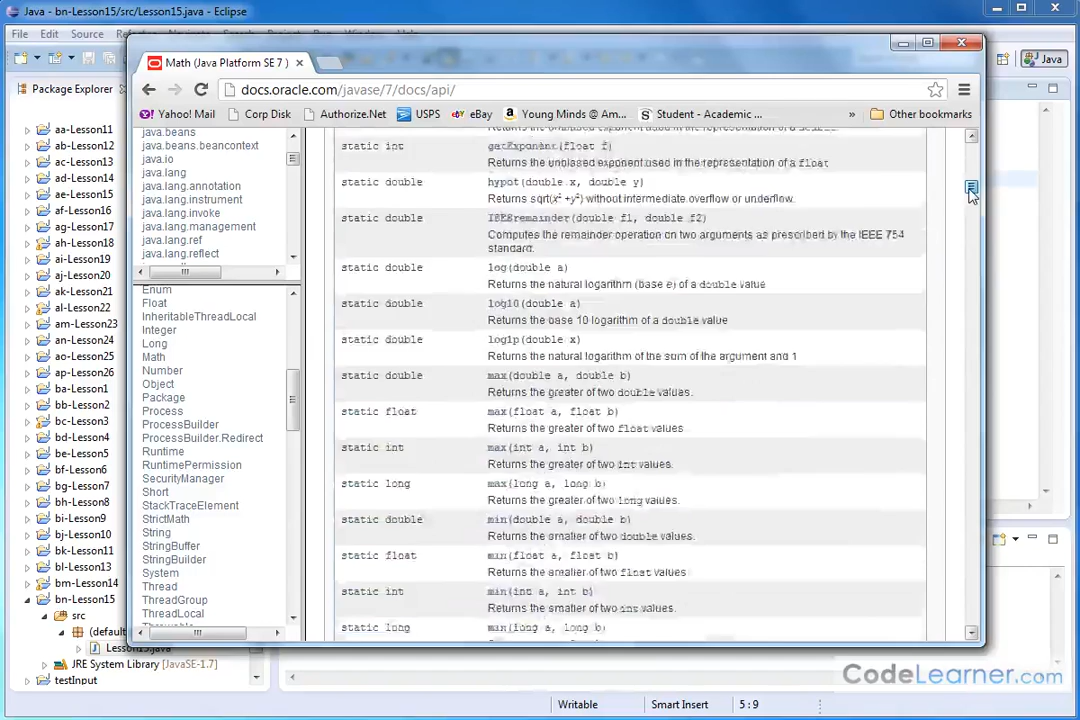 Java - bn-Lesson15/src/Lesson15.java - Eclipse
File Edit Source
Math (Java Platform SE 7 )
Java
Package Explorer
docs.oracle.com/javase/7/docs/api/
Yahoo! Mail Corp Disk Authorize.Net USPS eBay Young Minds @ Am... Student - Academic ... » Other bookmarks
aa-Lesson11
ab-Lesson12
ac-Lesson13
ad-Lesson14
ae-Lesson15
af-Lesson16
ag-Lesson17
ah-Lesson18
ai-Lesson19
aj-Lesson20
ak-Lesson21
al-Lesson22
am-Lesson23
an-Lesson24
ao-Lesson25
ap-Lesson26
ba-Lesson1
bb-Lesson2
bc-Lesson3
bd-Lesson4
be-Lesson5
bf-Lesson6
bg-Lesson7
bh-Lesson8
bi-Lesson9
bj-Lesson10
bk-Lesson11
bl-Lesson13
bm-Lesson14
bn-Lesson15
src
(default
Lesson15.java
JRE System Library [JavaSE-1.7]
testInput
java.beans
java.beans.beancontext
java.io
java.lang
java.lang.annotation
java.lang.instrument
java.lang.invoke
java.lang.management
java.lang.ref
java.lang.reflect
Enum
Float
InheritableThreadLocal
Integer
Long
Math
Number
Object
Package
Process
ProcessBuilder
ProcessBuilder.Redirect
Runtime
RuntimePermission
SecurityManager
Short
StackTraceElement
StrictMath
String
StringBuffer
StringBuilder
System
Thread
ThreadGroup
ThreadLocal
static int getExponent(float f)
Returns the unbiased exponent used in the representation of a float
static double hypot(double x, double y)
Returns sqrt(x² +y²) without intermediate overflow or underflow.
static double IEEEremainder(double f1, double f2)
Computes the remainder operation on two arguments as prescribed by the IEEE 754
standard.
static double log(double a)
Returns the natural logarithm (base e) of a double value
static double log10(double a)
Returns the base 10 logarithm of a double value
static double log1p(double x)
Returns the natural logarithm of the sum of the argument and 1
static double max(double a, double b)
Returns the greater of two double values.
static float max(float a, float b)
Returns the greater of two float values
static int max(int a, int b)
Returns the greater of two int values.
static long max(long a, long b)
Returns the greater of two long values.
static double min(double a, double b)
Returns the smaller of two double values.
static float min(float a, float b)
Returns the smaller of two float values
static int min(int a, int b)
Returns the smaller of two int values.
static long min(long a, long b)
CodeLearner.com
Writable Smart Insert 5 : 9